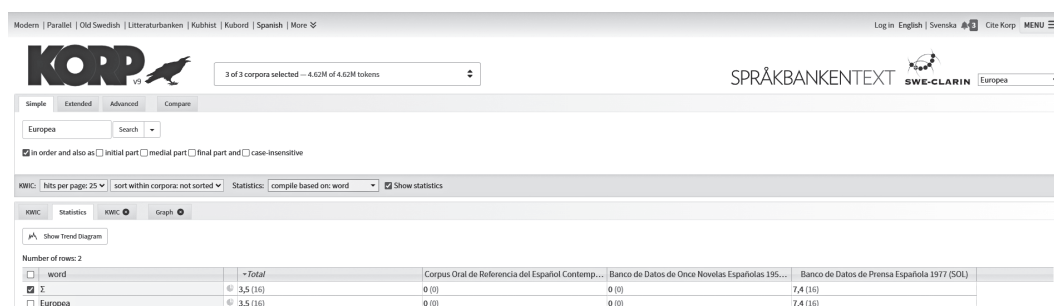 Modern | Parallel | Old Swedish | Litteraturbanken | Kubhist | Kubord | Spanish | More
Log in English | Svenska 3 Cite Korp MENU
KORP v9
3 of 3 corpora selected — 4.62M of 4.62M tokens
SPRÅKBANKENTEXT SWE-CLARIN Europea
Simple Extended Advanced Compare
Europea Search
in order and also as initial part medial part final part and case-insensitive
KWIC: hits per page: 25 sort within corpora: not sorted Statistics: compile based on: word Show statistics
KWIC Statistics KWIC Graph
Show Trend Diagram
Number of rows: 2
word Total Corpus Oral de Referencia del Español Contemp... Banco de Datos de Once Novelas Españolas 195... Banco de Datos de Prensa Española 1977 (SOL)
Σ 3,5 (16) 0 (0) 0 (0) 7,4 (16)
Europea 3,5 (16) 0 (0) 0 (0) 7,4 (16)